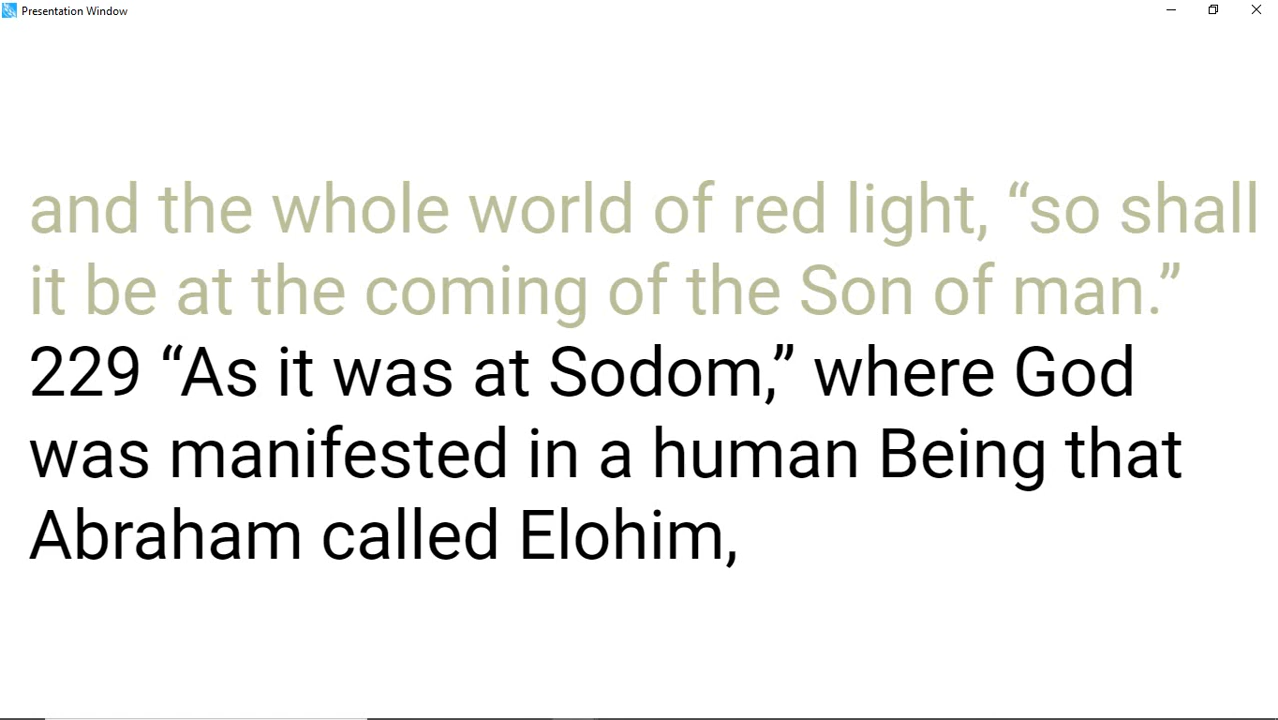 Presentation Window
and the whole world of red light, “so shall
it be at the coming of the Son of man.”
229 “As it was at Sodom,” where God
was manifested in a human Being that
Abraham called Elohim,